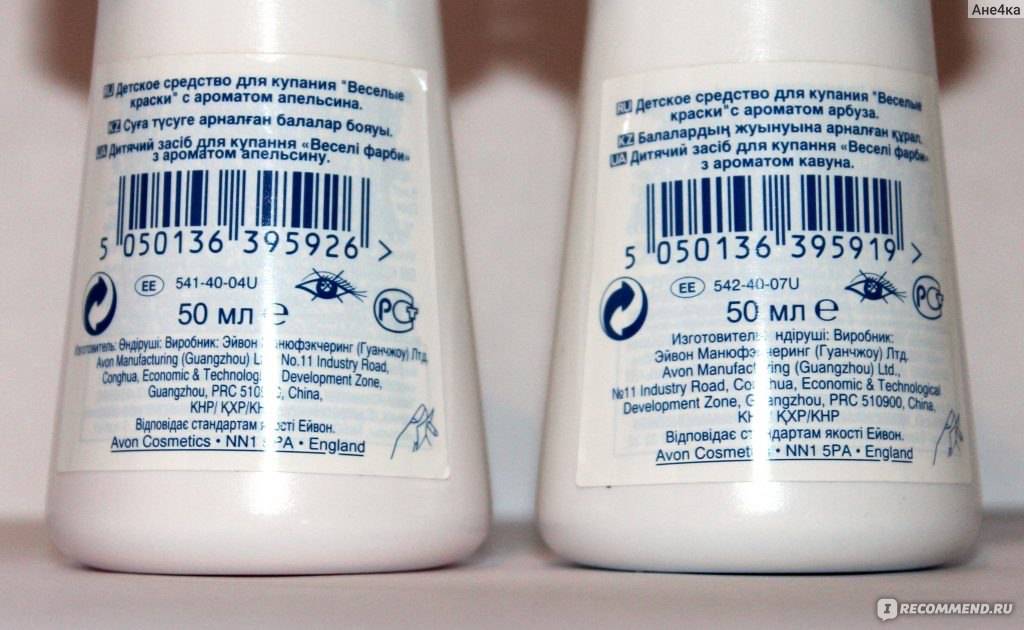 Ане4ка
RU Детское средство для купания "Веселые
краски" с ароматом апельсина.
KZ Суға түсуге арналған балалар бояуы.
UA Дитячий засіб для купання «Веселі фарби»
з ароматом апельсину.
5 050136 395926 >
EE 541-40-04U
50 мл e
РС
Изготовитель: Өндіруші: Виробник: Эйвон Манюфэкчеринг (Гуанчжоу) Лтд.
Avon Manufacturing (Guangzhou) Ltd., No.11 Industry Road,
Conghua, Economic & Technological Development Zone,
Guangzhou, PRC China,
КНР/ ҚХР/КНР
Відповідає стандартам якості Ейвон.
Avon Cosmetics • NN1 5PA • England
RU Детское средство для купания "Веселые
краски" с ароматом арбуза.
KZ Балалардың жуынуына арналған құрал.
UA Дитячий засіб для купання «Веселі фарби»
з ароматом кавуна.
5 050136 395919 >
EE 542-40-07U
50 мл e
РС
Изготовитель: Өндіруші: Виробник:
Эйвон Манюфэкчеринг (Гуанчжоу) Лтд.
Avon Manufacturing (Guangzhou) Ltd.,
№11 Industry Road, Conghua, Economic & Technological
Development Zone, Guangzhou, PRC 510900, China,
КНР/ ҚХР/КНР
Відповідає стандартам якості Ейвон.
Avon Cosmetics • NN1 5PA • England
IRECOMMEND.RU